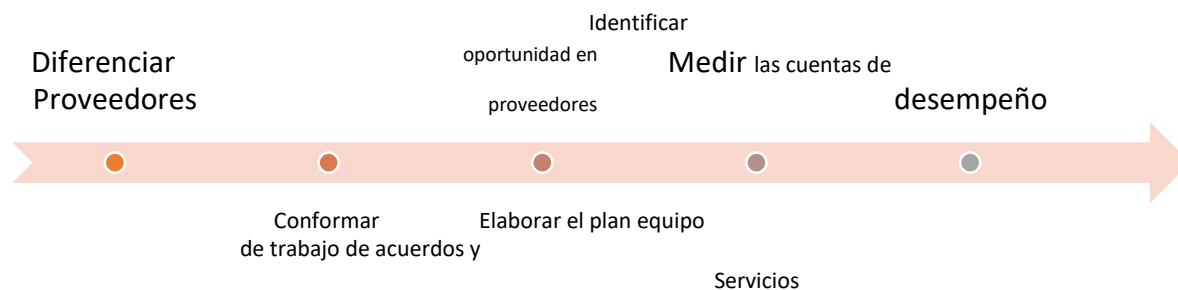 Identificar
oportunidad en
Diferenciar
Medir las cuentas de
Proveedores
proveedores
desempeño
Conformar
Elaborar el plan equipo
de trabajo de acuerdos y
Servicios